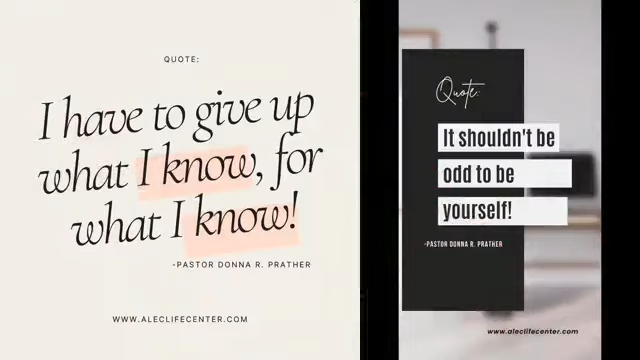 QUOTE:
I have to give up
what I know, for
what I know!
-PASTOR DONNA R. PRATHER
WWW.ALECLIFECENTER.COM
Quote:
It shouldn't be
odd to be
yourself!
-PASTOR DONNA R. PRATHER
www.aleclifecenter.com